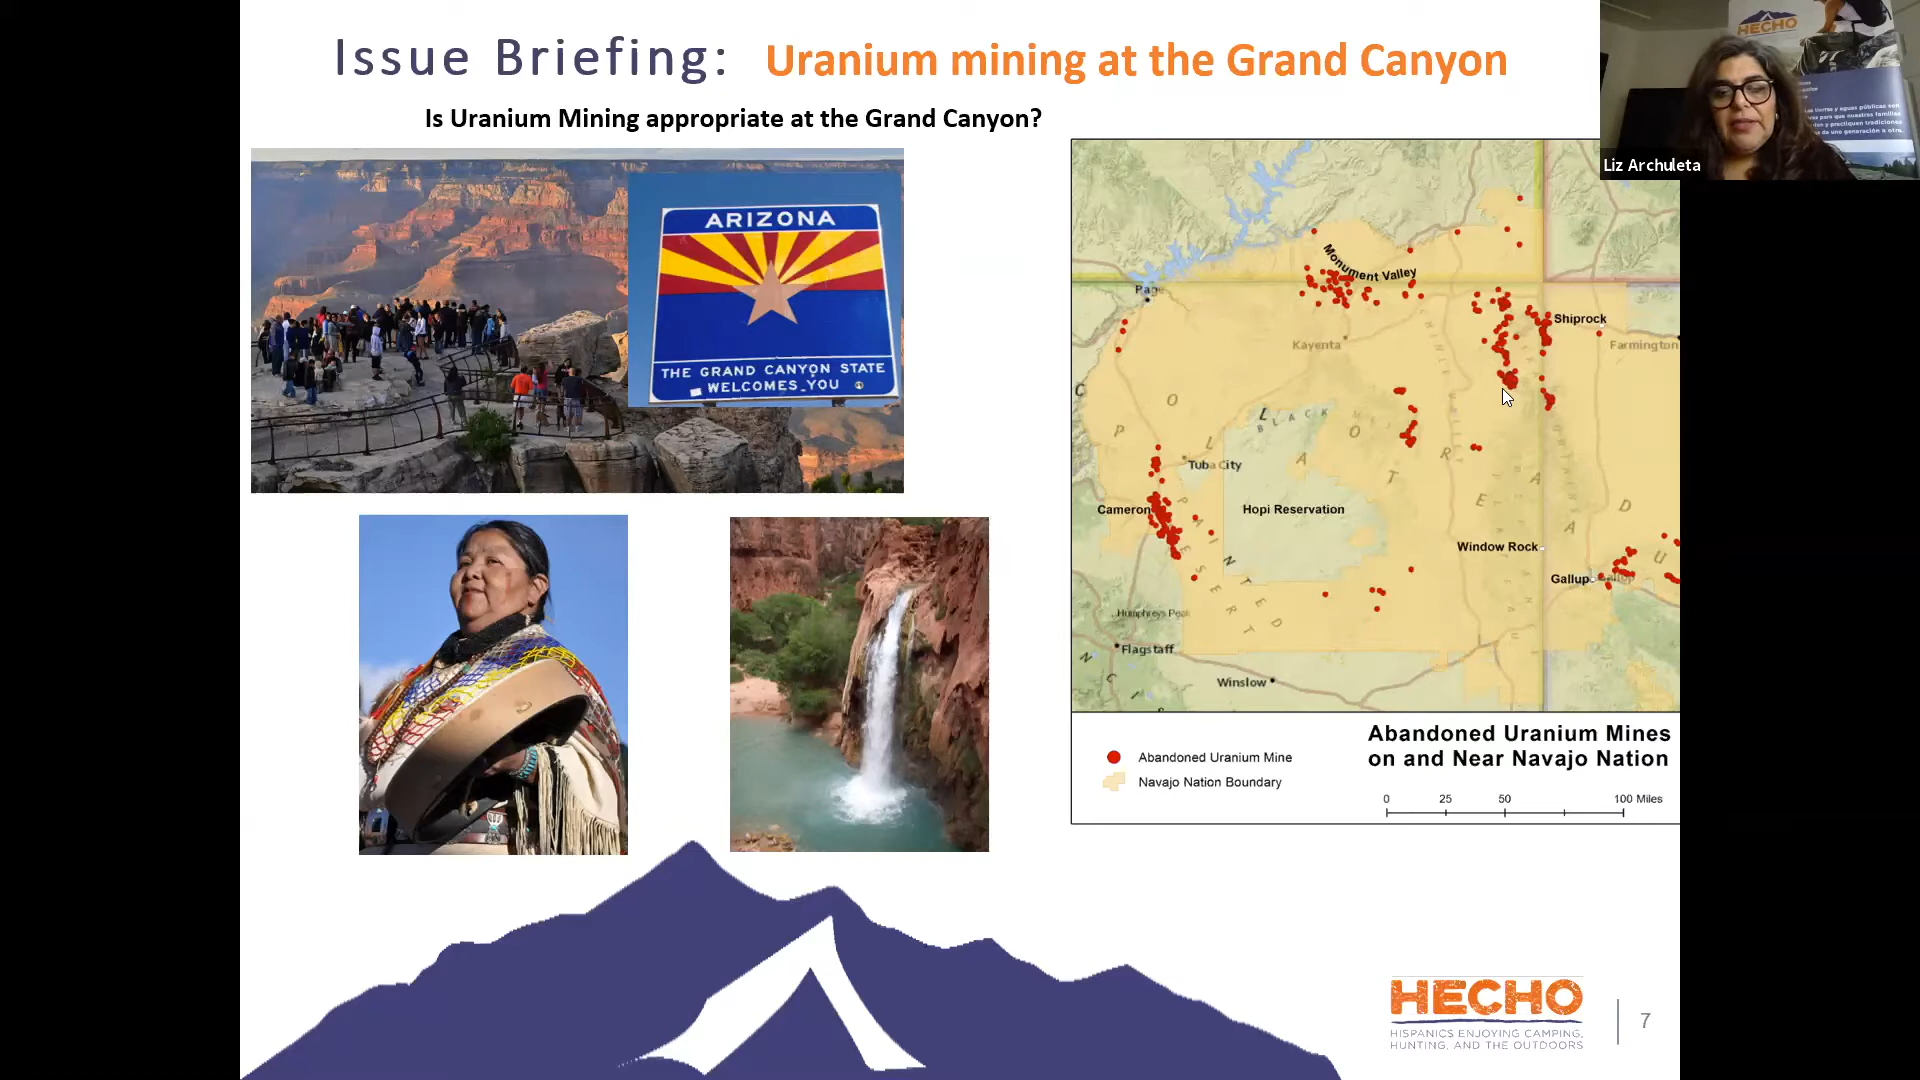 Issue Briefing: Uranium mining at the Grand Canyon
Is Uranium Mining appropriate at the Grand Canyon?
ARIZONA
THE GRAND CANYON STATE
WELCOMES YOU
Monument Valley
Page
Shiprock
Kayenta
Farmington
BLACK
C O L O R A D O
P L A T E A U
Tuba City
Cameron
Hopi Reservation
PAINTED
DESERT
Window Rock
Gallup
Humphreys Peak
Flagstaff
Winslow
Abandoned Uranium Mines
on and Near Navajo Nation
Abandoned Uranium Mine
Navajo Nation Boundary
0 25 50 100 Miles
HECHO
HISPANICS ENJOYING CAMPING,
HUNTING, AND THE OUTDOORS
7
HECHO
Liz Archuleta